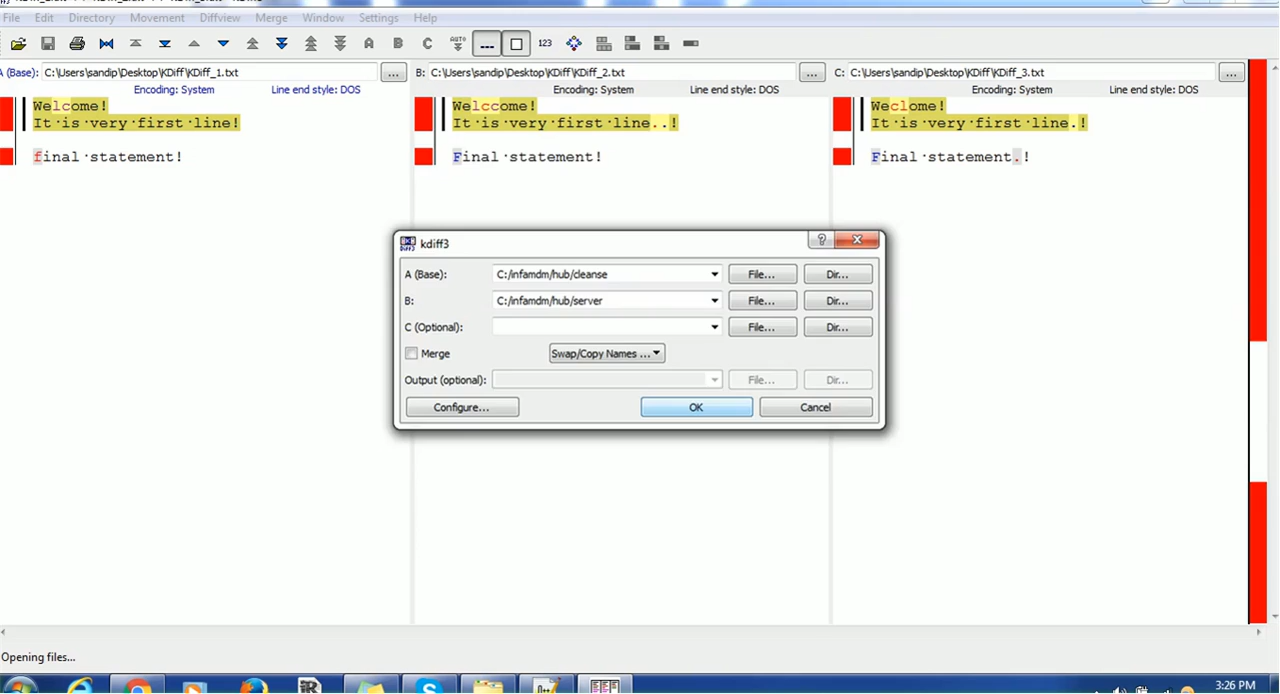 File Edit Directory Movement Diffview Merge Window Settings Help
A B C AUTO 123
A (Base): C:\Users\sandip\Desktop\KDiff\KDiff_1.txt ... B: C:\Users\sandip\Desktop\KDiff\KDiff_2.txt ... C: C:\Users\sandip\Desktop\KDiff\KDiff_3.txt ...
Encoding: System Line end style: DOS Encoding: System Line end style: DOS Encoding: System Line end style: DOS
Welcome! Welccome! Weclome!
It·is·very·first·line! It·is·very·first·line..! It·is·very·first·line.!
final·statement! Final·statement! Final·statement.!
kdiff3
A (Base): C:/infamdm/hub/cleanse File... Dir...
B: C:/infamdm/hub/server File... Dir...
C (Optional): File... Dir...
Merge Swap/Copy Names ...
Output (optional): File... Dir...
Configure... OK Cancel
Opening files...
3:26 PM